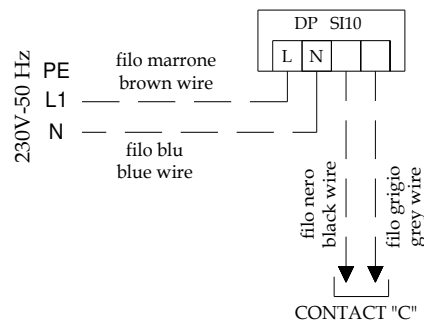 DP SI10
L N
230V-50 Hz
PE
L1
N
filo marrone
brown wire
filo blu
blue wire
filo nero
black wire
filo grigio
grey wire
CONTACT "C"